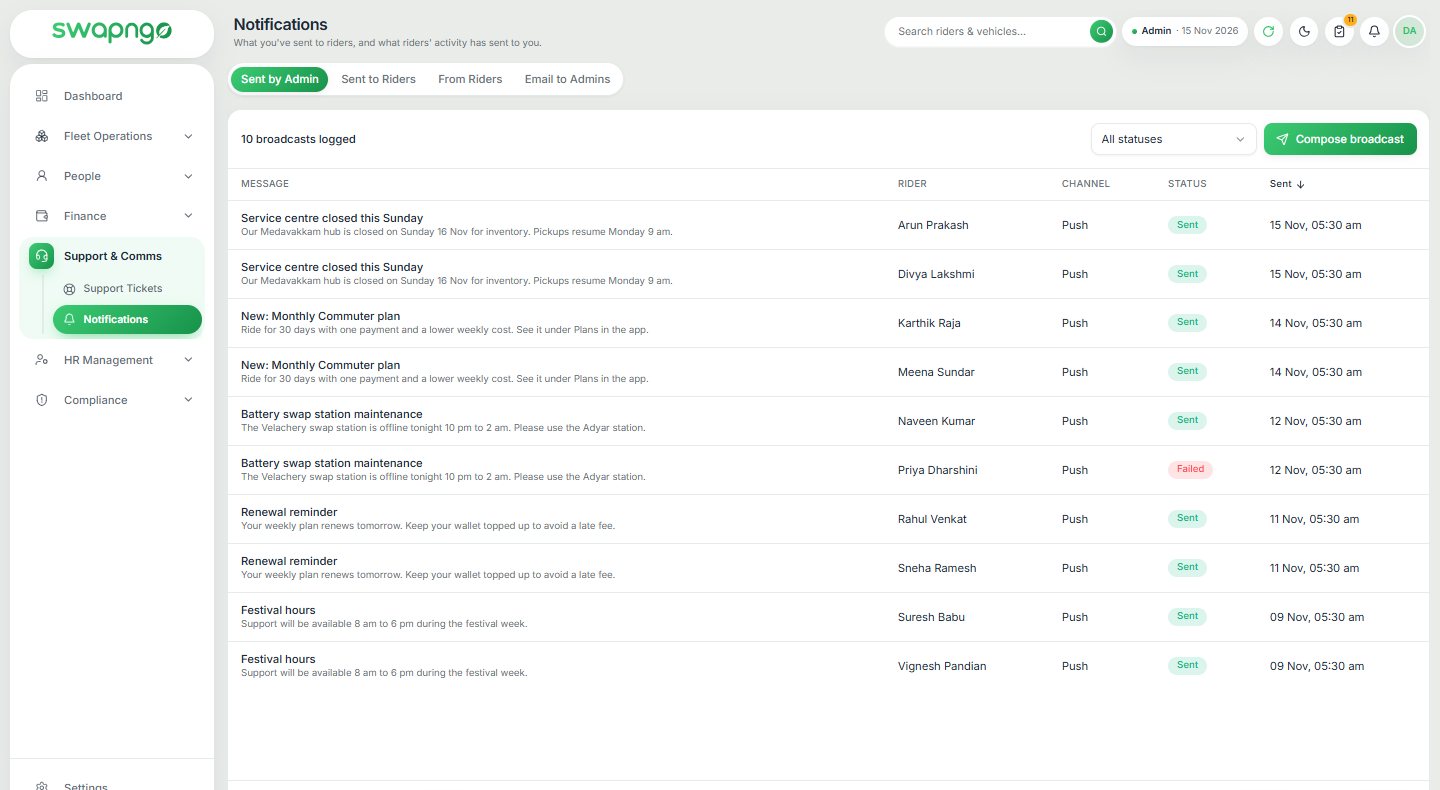 swapngo
Notifications
What you've sent to riders, and what riders' activity has sent to you.
Search riders & vehicles...
Admin · 15 Nov 2026
11
DA
Dashboard
Fleet Operations
People
Finance
Support & Comms
Support Tickets
Notifications
HR Management
Compliance
Settings
Sent by Admin
Sent to Riders
From Riders
Email to Admins
10 broadcasts logged
All statuses
Compose broadcast
MESSAGE RIDER CHANNEL STATUS Sent ↓
Service centre closed this Sunday
Our Medavakkam hub is closed on Sunday 16 Nov for inventory. Pickups resume Monday 9 am.
Arun Prakash Push Sent 15 Nov, 05:30 am
Service centre closed this Sunday
Our Medavakkam hub is closed on Sunday 16 Nov for inventory. Pickups resume Monday 9 am.
Divya Lakshmi Push Sent 15 Nov, 05:30 am
New: Monthly Commuter plan
Ride for 30 days with one payment and a lower weekly cost. See it under Plans in the app.
Karthik Raja Push Sent 14 Nov, 05:30 am
New: Monthly Commuter plan
Ride for 30 days with one payment and a lower weekly cost. See it under Plans in the app.
Meena Sundar Push Sent 14 Nov, 05:30 am
Battery swap station maintenance
The Velachery swap station is offline tonight 10 pm to 2 am. Please use the Adyar station.
Naveen Kumar Push Sent 12 Nov, 05:30 am
Battery swap station maintenance
The Velachery swap station is offline tonight 10 pm to 2 am. Please use the Adyar station.
Priya Dharshini Push Failed 12 Nov, 05:30 am
Renewal reminder
Your weekly plan renews tomorrow. Keep your wallet topped up to avoid a late fee.
Rahul Venkat Push Sent 11 Nov, 05:30 am
Renewal reminder
Your weekly plan renews tomorrow. Keep your wallet topped up to avoid a late fee.
Sneha Ramesh Push Sent 11 Nov, 05:30 am
Festival hours
Support will be available 8 am to 6 pm during the festival week.
Suresh Babu Push Sent 09 Nov, 05:30 am
Festival hours
Support will be available 8 am to 6 pm during the festival week.
Vignesh Pandian Push Sent 09 Nov, 05:30 am